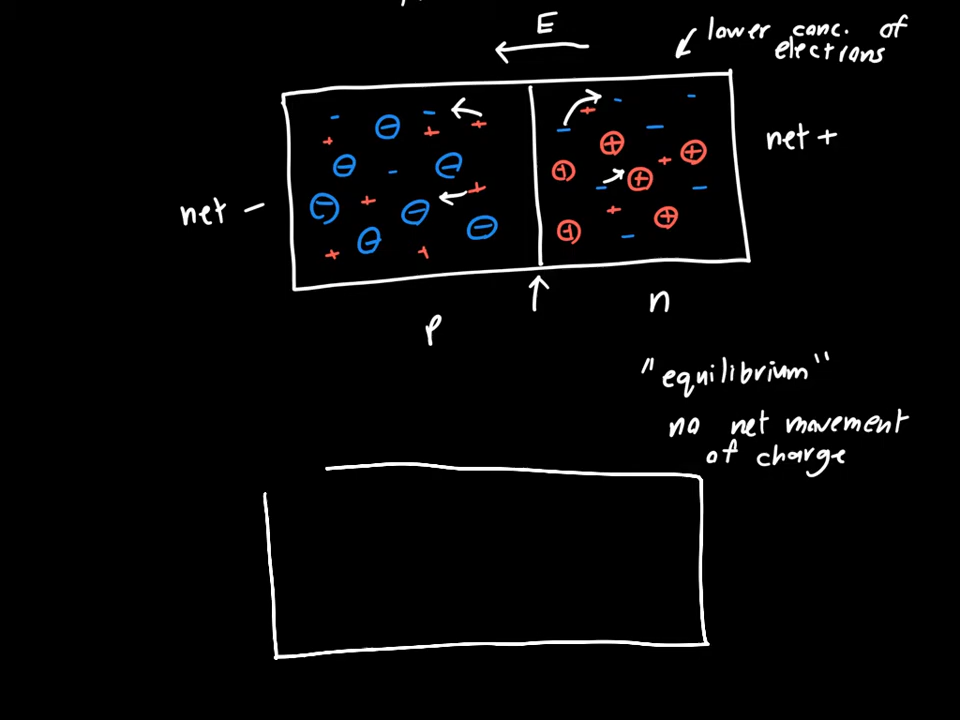 E
lower conc. of
electrons
net +
net -
p
n
"equilibrium"
no net movement
of charge